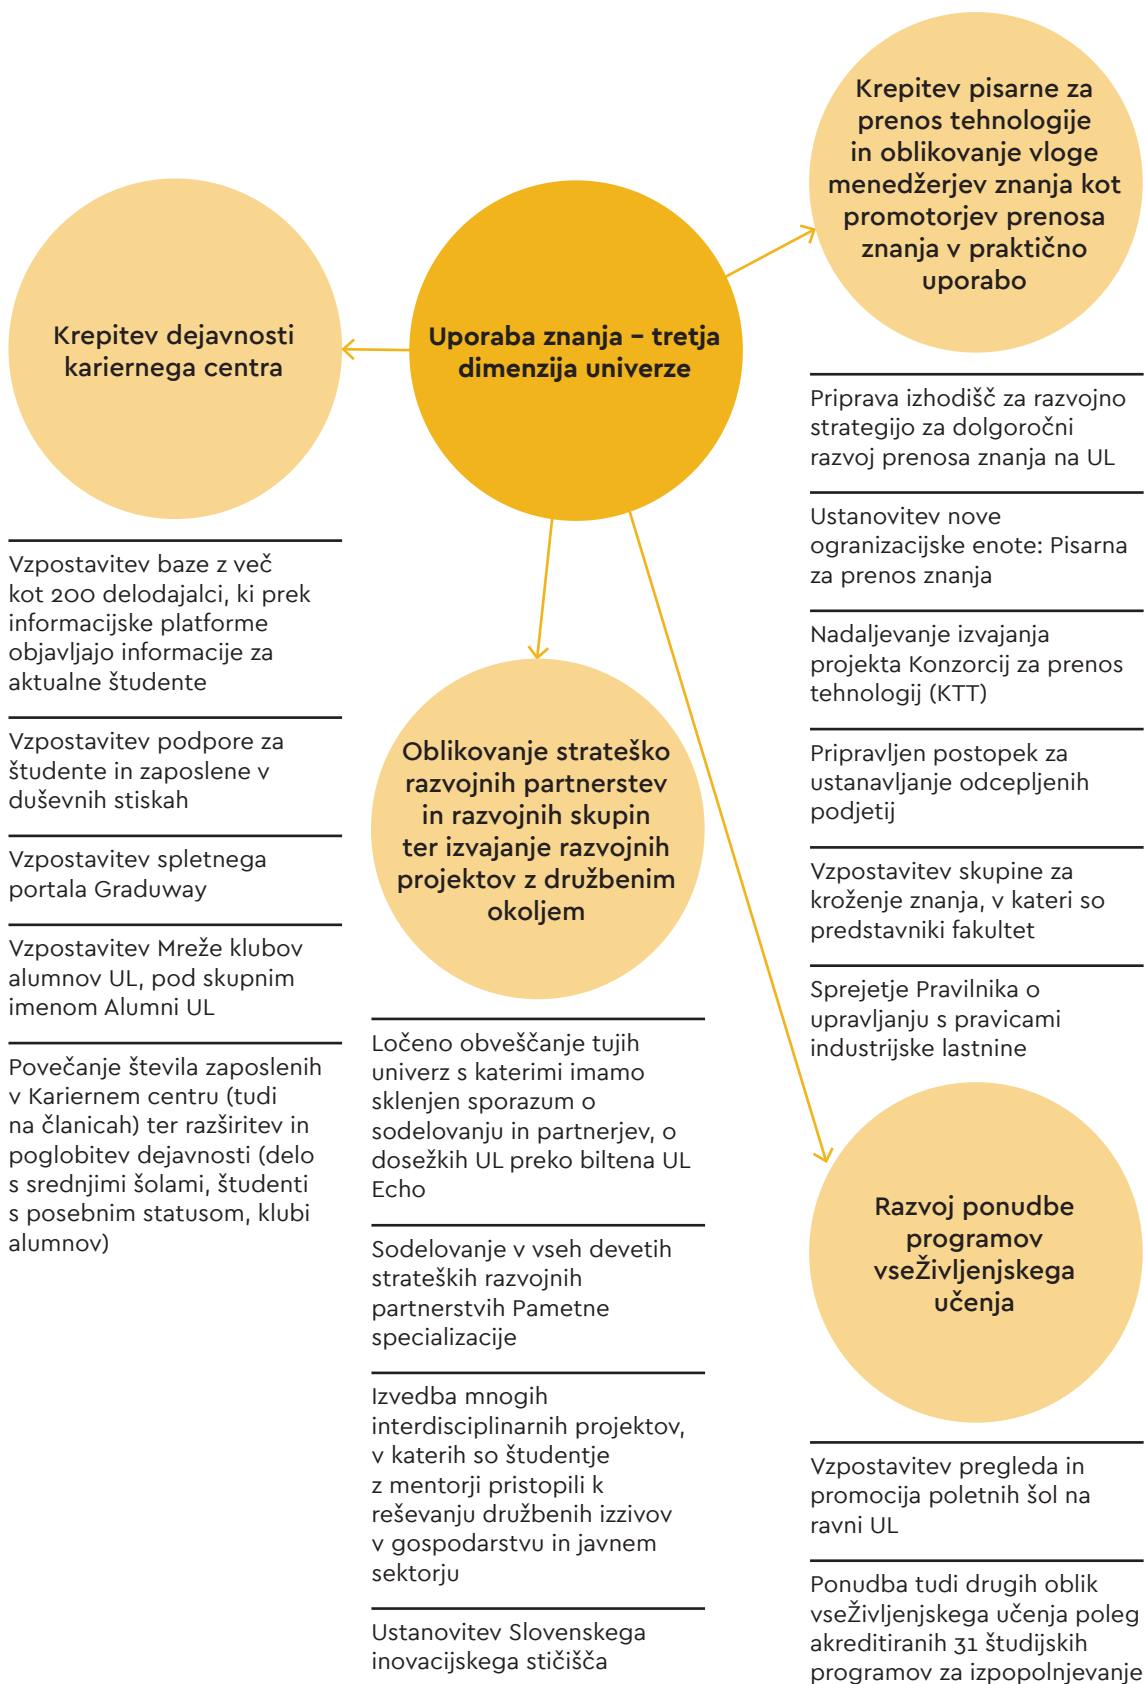 Uporaba znanja – tretja
dimenzija univerze
Krepitev dejavnosti
kariernega centra
Vzpostavitev baze z več
kot 200 delodajalci, ki prek
informacijske platforme
objavljajo informacije za
aktualne študente
Vzpostavitev podpore za
študente in zaposlene v
duševnih stiskah
Vzpostavitev spletnega
portala Graduway
Vzpostavitev Mreže klubov
alumnov UL, pod skupnim
imenom Alumni UL
Povečanje števila zaposlenih
v Kariernem centru (tudi
na članicah) ter razširitev in
poglobitev dejavnosti (delo
s srednjimi šolami, študenti
s posebnim statusom, klubi
alumnov)
Oblikovanje strateško
razvojnih partnerstev
in razvojnih skupin
ter izvajanje razvojnih
projektov z družbenim
okoljem
Ločeno obveščanje tujih
univerz s katerimi imamo
sklenjen sporazum o
sodelovanju in partnerjev, o
dosežkih UL preko biltena UL
Echo
Sodelovanje v vseh devetih
strateških razvojnih
partnerstvih Pametne
specializacije
Izvedba mnogih
interdisciplinarnih projektov,
v katerih so študentje
z mentorji pristopili k
reševanju družbenih izzivov
v gospodarstvu in javnem
sektorju
Ustanovitev Slovenskega
inovacijskega stičišča
Krepitev pisarne za
prenos tehnologije
in oblikovanje vloge
menedžerjev znanja kot
promotorjev prenosa
znanja v praktično
uporabo
Priprava izhodišč za razvojno
strategijo za dolgoročni
razvoj prenosa znanja na UL
Ustanovitev nove
ogranizacijske enote: Pisarna
za prenos znanja
Nadaljevanje izvajanja
projekta Konzorcij za prenos
tehnologij (KTT)
Pripravljen postopek za
ustanavljanje odcepljenih
podjetij
Vzpostavitev skupine za
kroženje znanja, v kateri so
predstavniki fakultet
Sprejetje Pravilnika o
upravljanju s pravicami
industrijske lastnine
Razvoj ponudbe
programov
vseŽivljenjskega
učenja
Vzpostavitev pregleda in
promocija poletnih šol na
ravni UL
Ponudba tudi drugih oblik
vseŽivljenjskega učenja poleg
akreditiranih 31 študijskih
programov za izpopolnjevanje